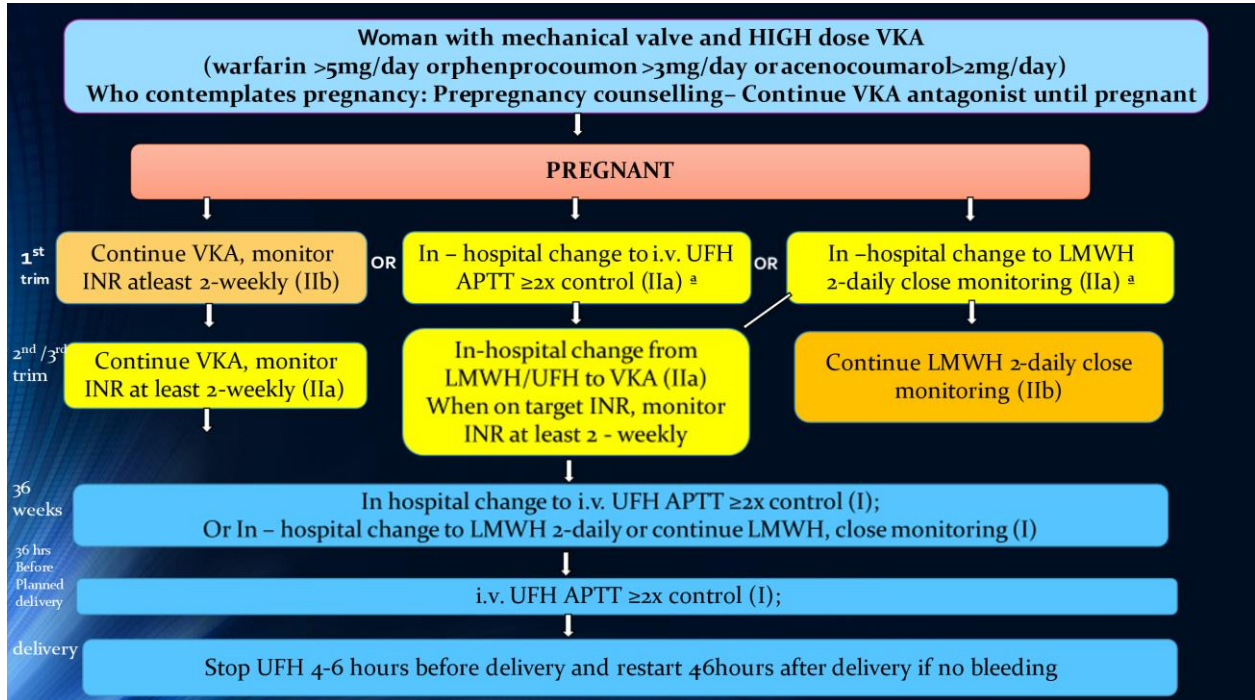 Woman with mechanical valve and HIGH dose VKA
(warfarin >5mg/day orphenprocoumon >3mg/day oracenocoumarol>2mg/day)
Who contemplates pregnancy: Prepregnancy counselling– Continue VKA antagonist until pregnant
PREGNANT
1st
trim
Continue VKA, monitor
INR atleast 2-weekly (IIb)
OR
In – hospital change to i.v. UFH
APTT ≥2x control (IIa) a
OR
In –hospital change to LMWH
2-daily close monitoring (IIa) a
2nd /3rd
trim
Continue VKA, monitor
INR at least 2-weekly (IIa)
In-hospital change from
LMWH/UFH to VKA (IIa)
When on target INR, monitor
INR at least 2 - weekly
Continue LMWH 2-daily close
monitoring (IIb)
36
weeks
In hospital change to i.v. UFH APTT ≥2x control (I);
Or In – hospital change to LMWH 2-daily or continue LMWH, close monitoring (I)
36 hrs
Before
Planned
delivery
i.v. UFH APTT ≥2x control (I);
delivery
Stop UFH 4-6 hours before delivery and restart 46hours after delivery if no bleeding